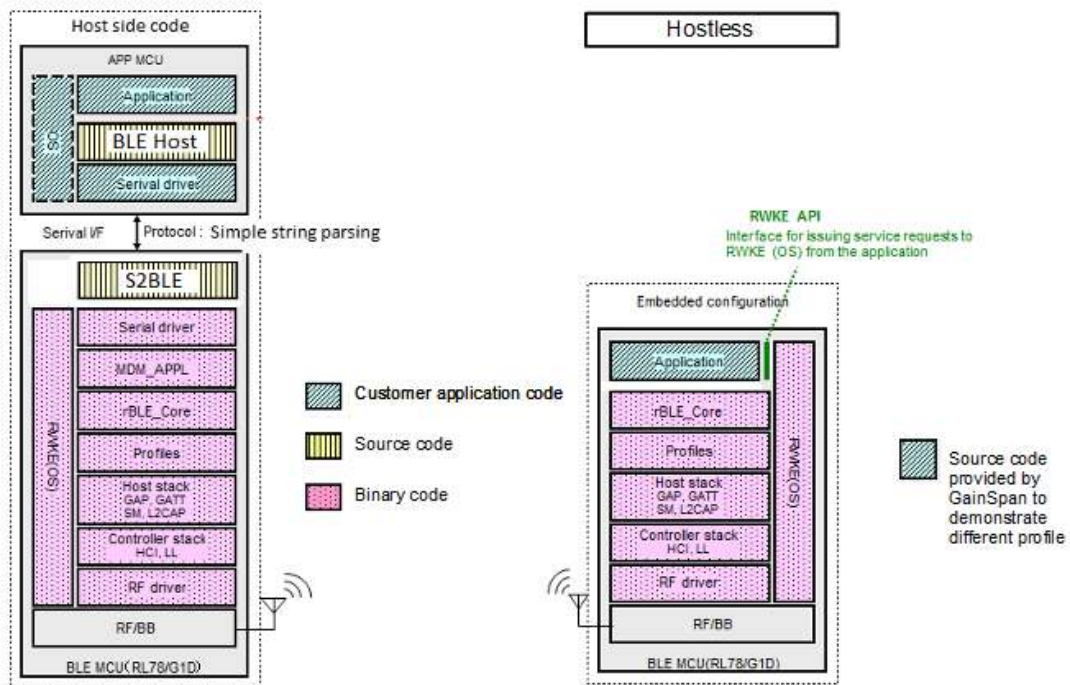 Host side code
APP MCU
OS
Application
BLE Host
Serival driver
Serival I/F
Protocol : Simple string parsing
S2BLE
RWKE(OS)
Serial driver
MDM_APPL
rBLE_Core
Profiles
Host stack
GAP, GATT
SM, L2CAP
Controller stack
HCI, LL
RF driver
RF/BB
BLE MCU(RL78/G1D)
Customer application code
Source code
Binary code
Hostless
RWKE API
Interface for issuing service requests to
RWKE (OS) from the application
Embedded configuration
Application
rBLE_Core
Profiles
Host stack
GAP, GATT
SM, L2CAP
Controller stack
HCI, LL
RF driver
RWKE(OS)
RF/BB
BLE MCU(RL78/G1D)
Source code
provided by
GainSpan to
demonstrate
different profile